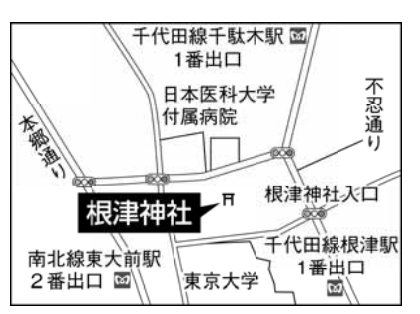 千代田線千駄木駅
1番出口
日本医科大学
付属病院
不忍通り
本郷通り
根津神社
根津神社入口
千代田線根津駅
1番出口
南北線東大前駅
2番出口
東京大学